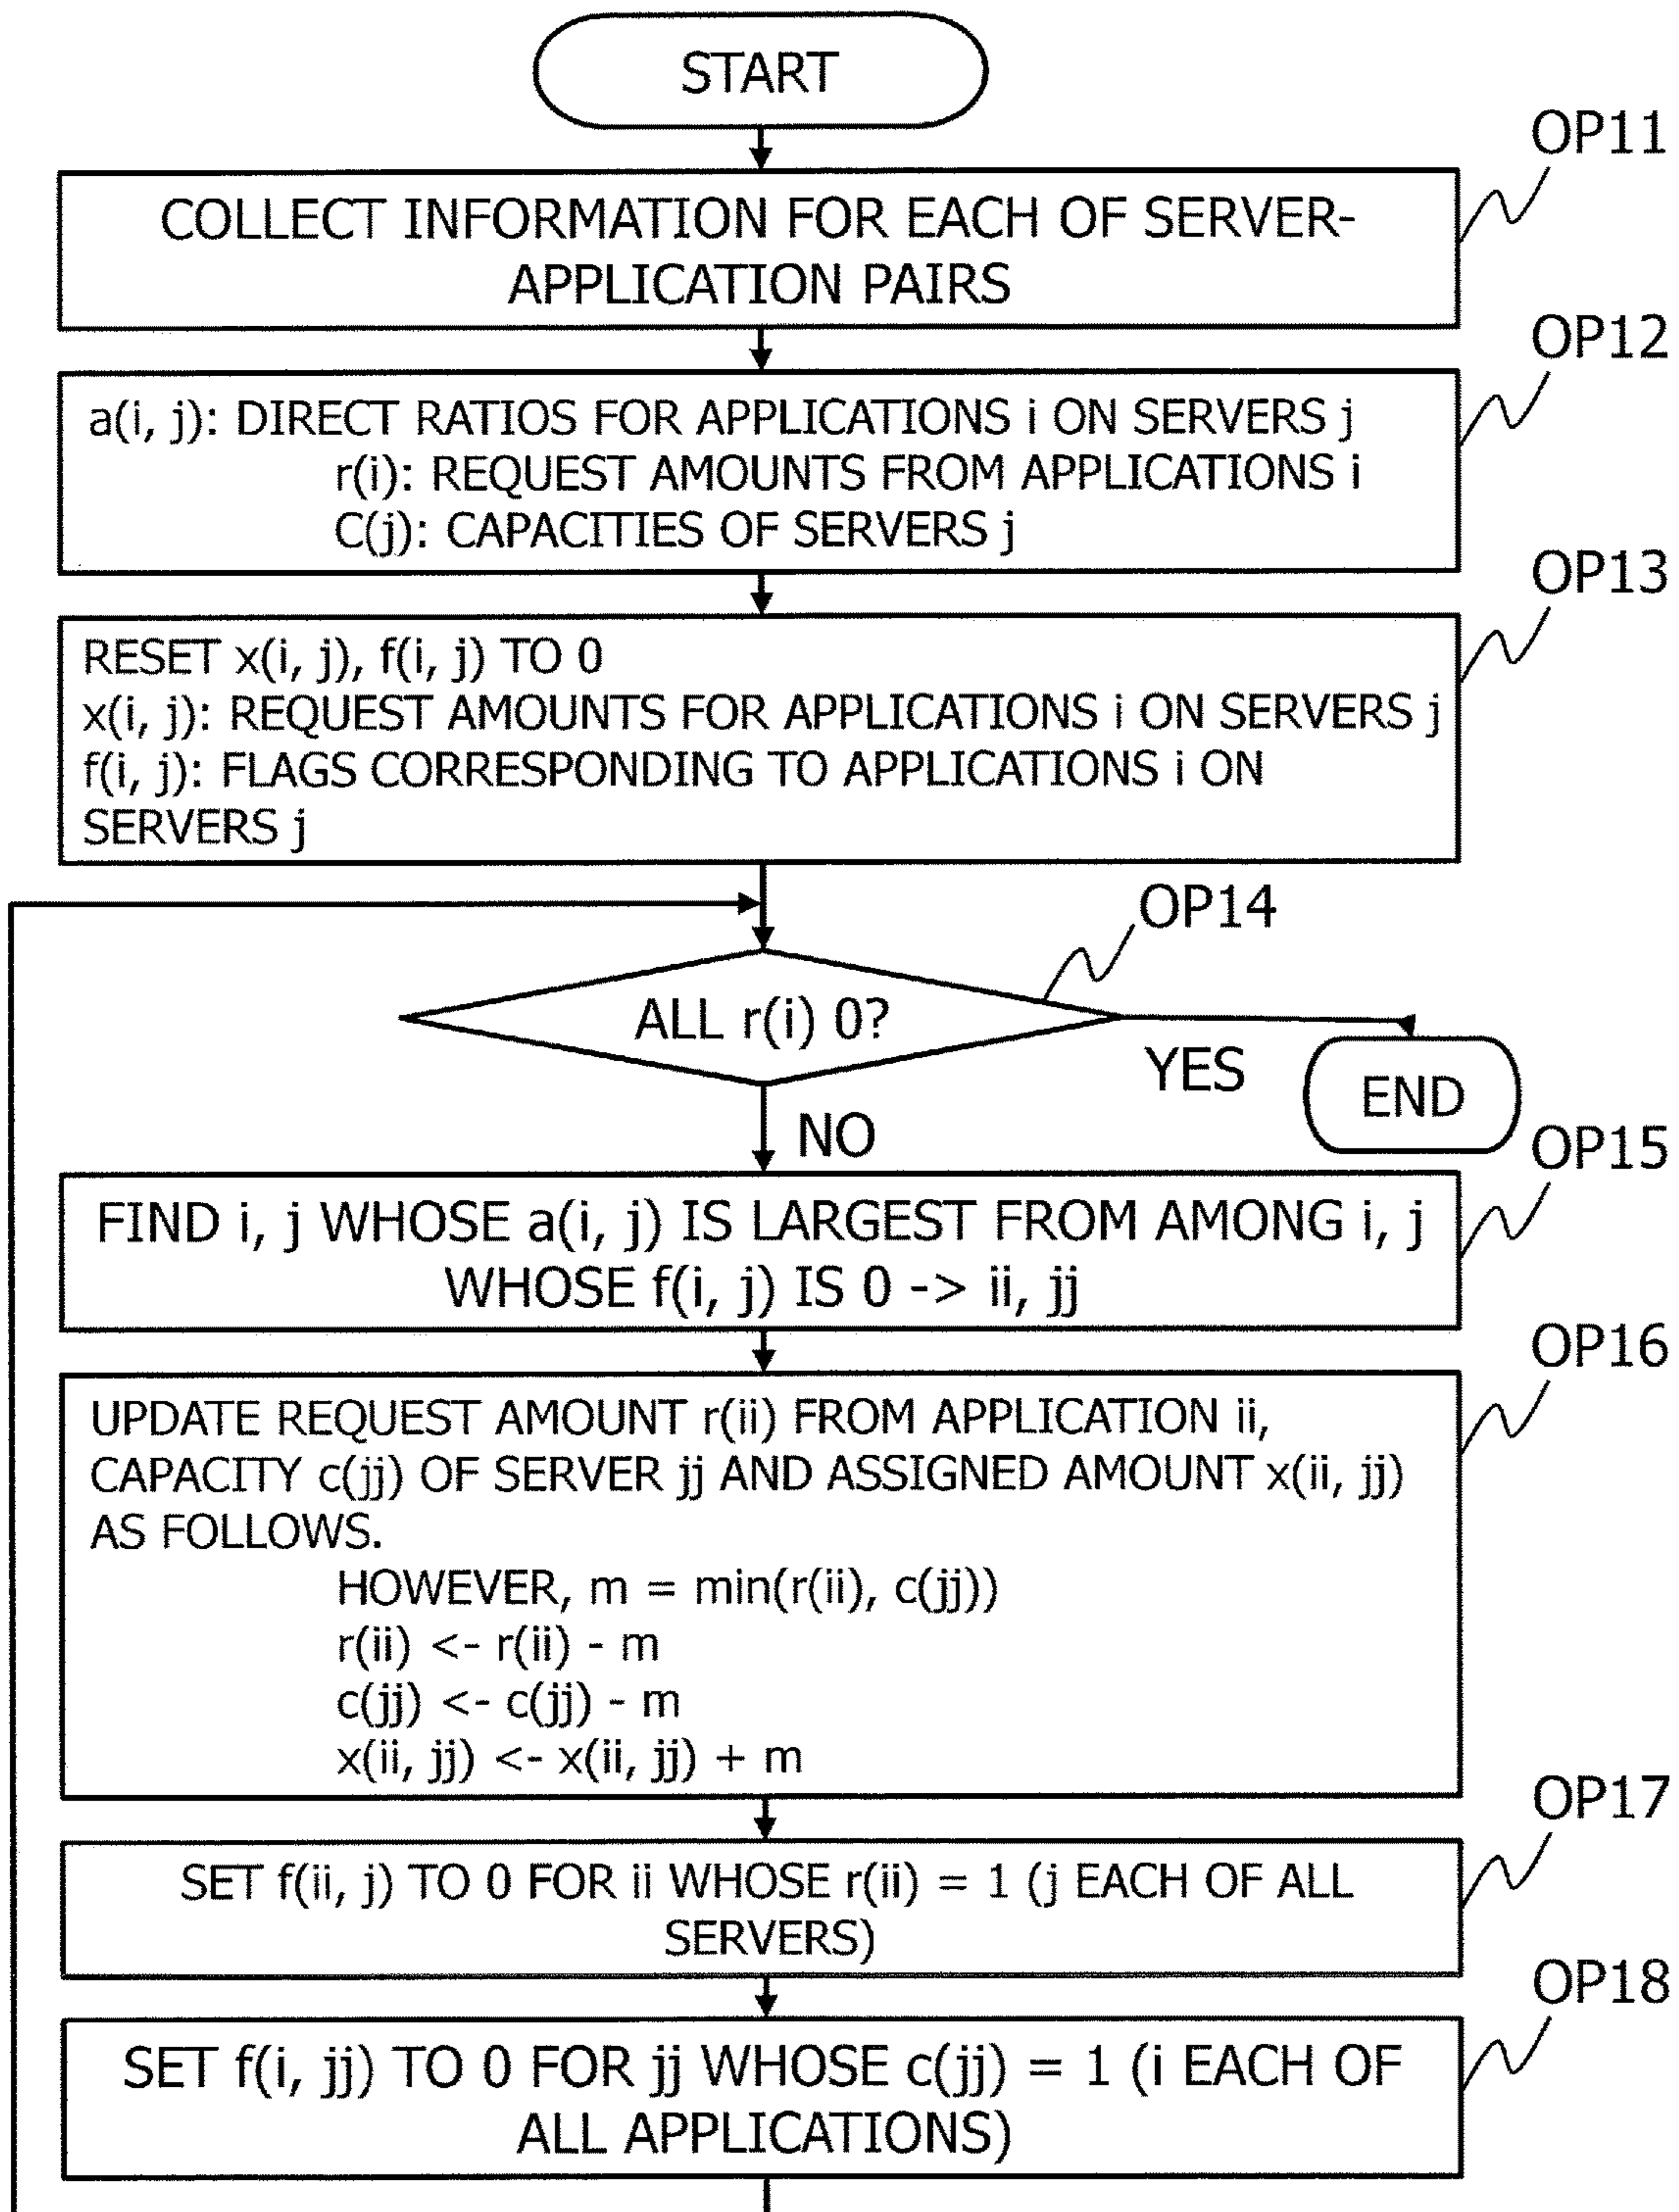 START
OP11
COLLECT INFORMATION FOR EACH OF SERVER-
APPLICATION PAIRS
OP12
a(i, j): DIRECT RATIOS FOR APPLICATIONS i ON SERVERS j
r(i): REQUEST AMOUNTS FROM APPLICATIONS i
C(j): CAPACITIES OF SERVERS j
OP13
RESET x(i, j), f(i, j) TO 0
x(i, j): REQUEST AMOUNTS FOR APPLICATIONS i ON SERVERS j
f(i, j): FLAGS CORRESPONDING TO APPLICATIONS i ON
SERVERS j
OP14
ALL r(i) 0?
YES
END
NO
OP15
FIND i, j WHOSE a(i, j) IS LARGEST FROM AMONG i, j
WHOSE f(i, j) IS 0 -> ii, jj
OP16
UPDATE REQUEST AMOUNT r(ii) FROM APPLICATION ii,
CAPACITY c(jj) OF SERVER jj AND ASSIGNED AMOUNT x(ii, jj)
AS FOLLOWS.
HOWEVER, m = min(r(ii), c(jj))
r(ii) <- r(ii) - m
c(jj) <- c(jj) - m
x(ii, jj) <- x(ii, jj) + m
OP17
SET f(ii, j) TO 0 FOR ii WHOSE r(ii) = 1 (j EACH OF ALL
SERVERS)
OP18
SET f(i, jj) TO 0 FOR jj WHOSE c(jj) = 1 (i EACH OF
ALL APPLICATIONS)